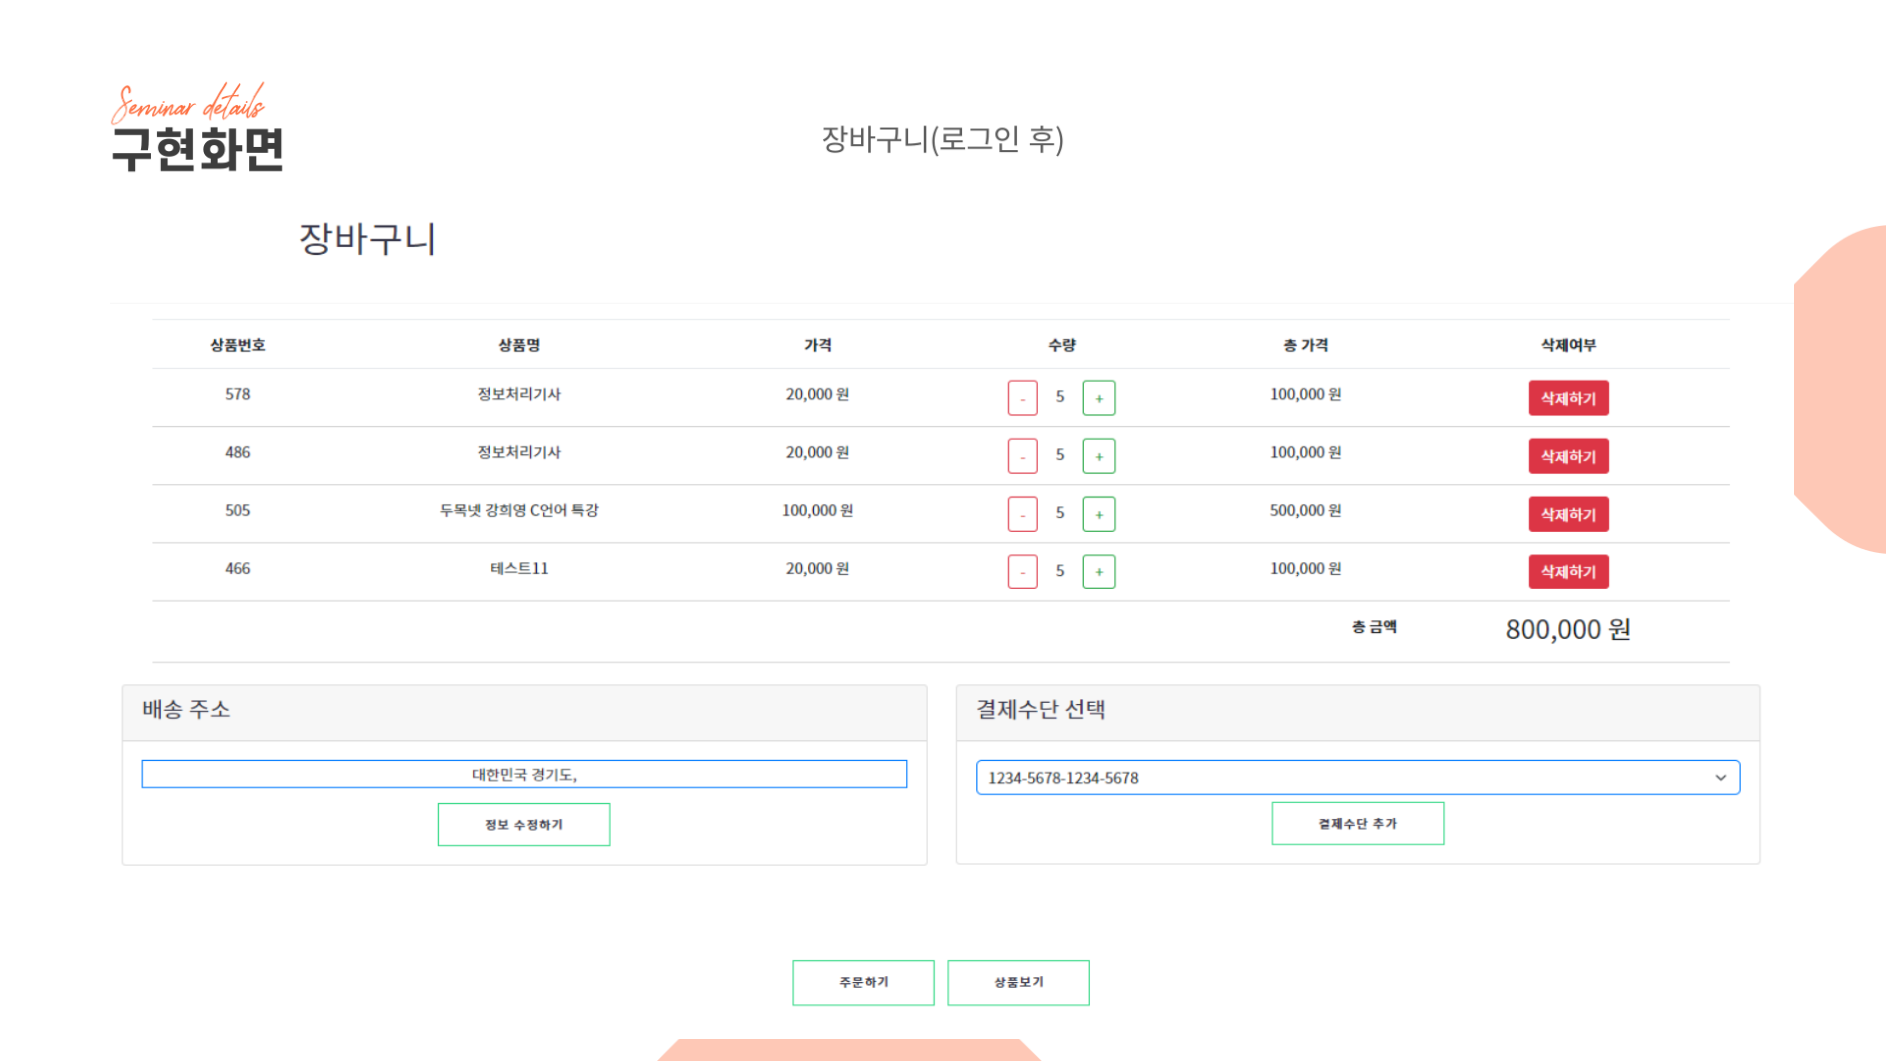 Seminar details
구현화면
장바구니(로그인 후)
장바구니
상품번호 상품명 가격 수량 총 가격 삭제여부
578 정보처리기사 20,000 원 - 5 + 100,000 원 삭제하기
486 정보처리기사 20,000 원 - 5 + 100,000 원 삭제하기
505 두목넷 강희영 C언어 특강 100,000 원 - 5 + 500,000 원 삭제하기
466 테스트11 20,000 원 - 5 + 100,000 원 삭제하기
총 금액 800,000 원
배송 주소
대한민국 경기도,
정보 수정하기
결제수단 선택
1234-5678-1234-5678
결제수단 추가
주문하기 상품보기